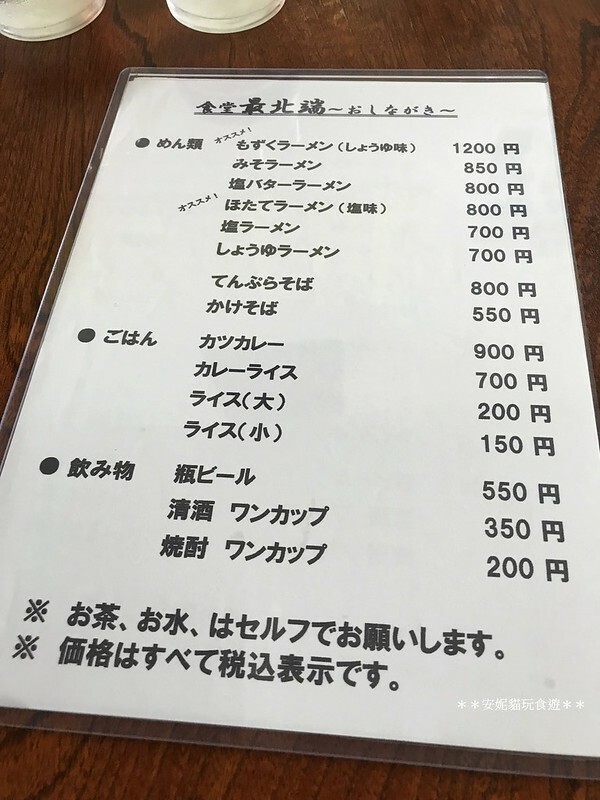 食堂 最北端～おしながき～
● めん類 オススメ! もずくラーメン(しょうゆ味) 1200 円
みそラーメン 850 円
塩バターラーメン 800 円
オススメ! ほたてラーメン(塩味) 800 円
塩ラーメン 700 円
しょうゆラーメン 700 円
てんぷらそば 800 円
かけそば 550 円
● ごはん カツカレー 900 円
カレーライス 700 円
ライス(大) 200 円
ライス(小) 150 円
● 飲み物 瓶ビール 550 円
清酒 ワンカップ 350 円
焼酎 ワンカップ 200 円
※ お茶、お水、はセルフでお願いします。
※ 価格はすべて税込表示です。
＊＊安妮貓玩食遊＊＊